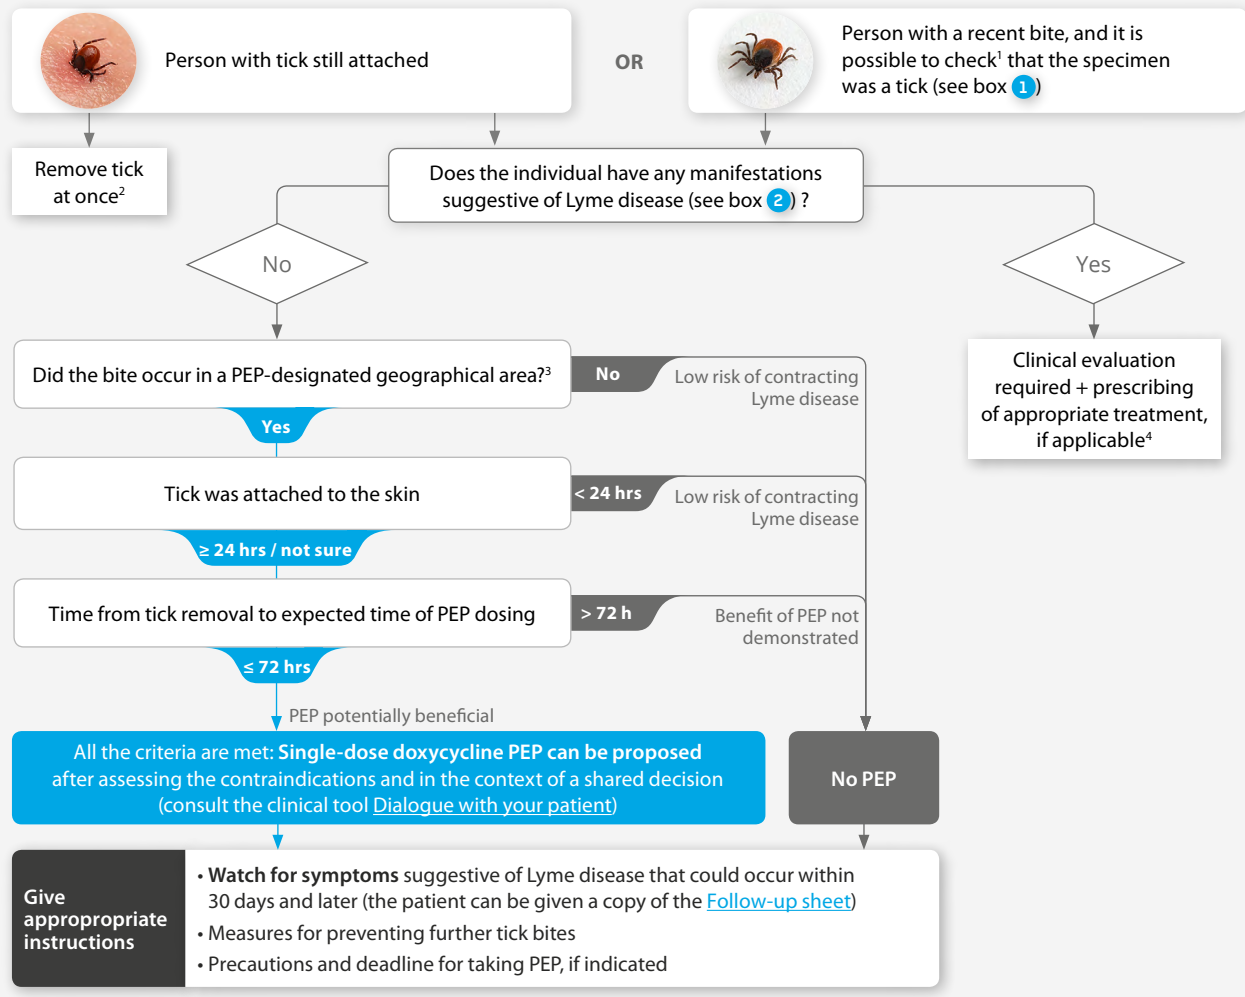 Person with tick still attached
OR
Person with a recent bite, and it is
possible to check¹ that the specimen
was a tick (see box 1)
Remove tick
at once²
Does the individual have any manifestations
suggestive of Lyme disease (see box 2) ?
No
Yes
Did the bite occur in a PEP-designated geographical area?³
No
Low risk of contracting
Lyme disease
Yes
Clinical evaluation
required + prescribing
of appropriate treatment,
if applicable⁴
Tick was attached to the skin
< 24 hrs
Low risk of contracting
Lyme disease
≥ 24 hrs / not sure
Time from tick removal to expected time of PEP dosing
> 72 h
Benefit of PEP not
demonstrated
≤ 72 hrs
PEP potentially beneficial
All the criteria are met: Single-dose doxycycline PEP can be proposed
after assessing the contraindications and in the context of a shared decision
(consult the clinical tool Dialogue with your patient)
No PEP
Give
appropropriate
instructions
• Watch for symptoms suggestive of Lyme disease that could occur within
30 days and later (the patient can be given a copy of the Follow-up sheet)
• Measures for preventing further tick bites
• Precautions and deadline for taking PEP, if indicated